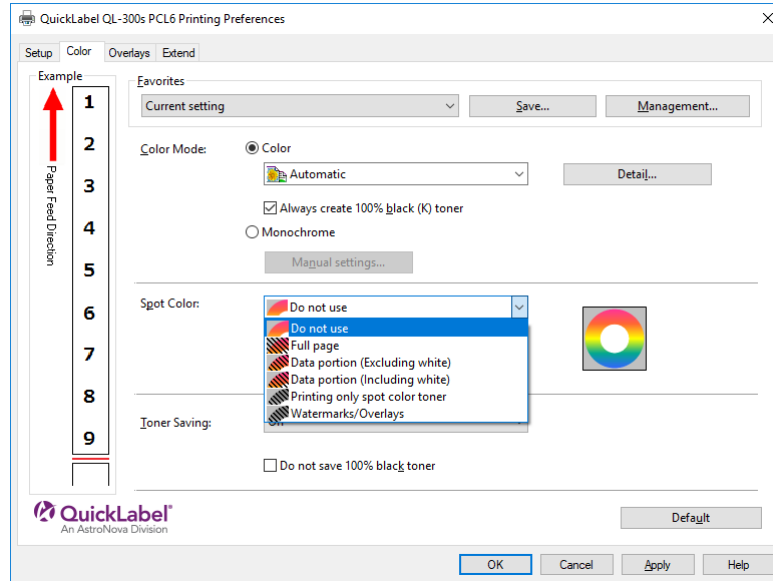 QuickLabel QL-300s PCL6 Printing Preferences
Setup Color Overlays Extend
Example
1
2
3
4
5
6
7
8
9
Paper Feed Direction
Favorites
Current setting Save... Management...
Color Mode: Color
Automatic Detail...
Always create 100% black (K) toner
Monochrome
Manual settings...
Spot Color: Do not use
Do not use
Full page
Data portion (Excluding white)
Data portion (Including white)
Printing only spot color toner
Watermarks/Overlays
Toner Saving:
Do not save 100% black toner
QuickLabel®
An AstroNova Division
Default
OK Cancel Apply Help